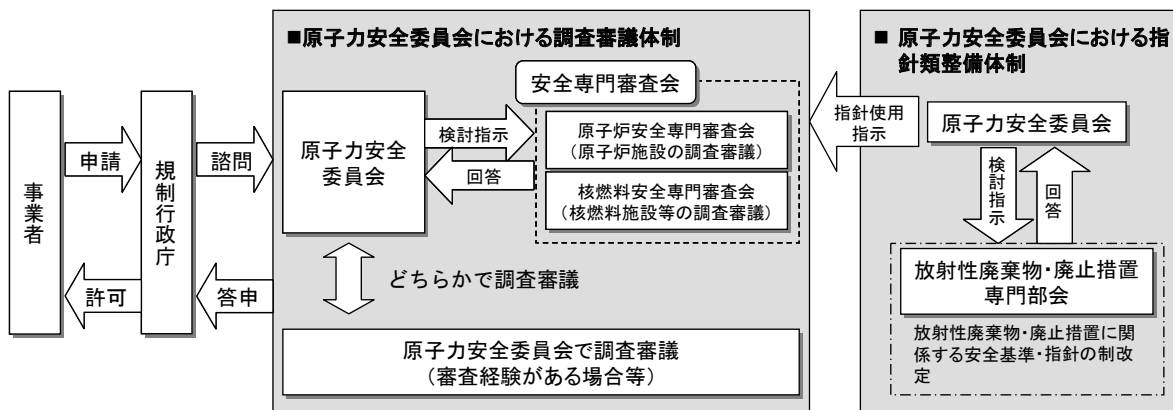 ■原子力安全委員会における調査審議体制
■ 原子力安全委員会における指
針類整備体制
事業者
申請
許可
規制行政庁
諮問
答申
原子力安全
委員会
検討指示
回答
安全専門審査会
原子炉安全専門審査会
(原子炉施設の調査審議)
核燃料安全専門審査会
(核燃料施設等の調査審議)
どちらかで調査審議
原子力安全委員会で調査審議
(審査経験がある場合等)
指針使用
指示
原子力安全委員会
検討指示
回答
放射性廃棄物・廃止措置
専門部会
放射性廃棄物・廃止措置に関
係する安全基準・指針の制改
定